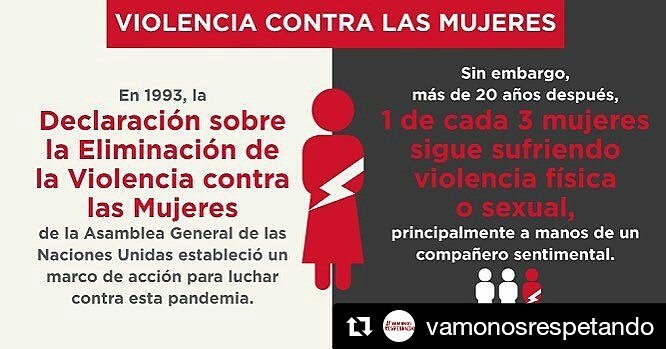 VIOLENCIA CONTRA LAS MUJERES
En 1993, la
Declaración sobre
la Eliminación de
la Violencia contra
las Mujeres
de la Asamblea General de las
Naciones Unidas estableció un
marco de acción para luchar
contra esta pandemia.
Sin embargo,
más de 20 años después,
1 de cada 3 mujeres
sigue sufriendo
violencia física
o sexual,
principalmente a manos de un
compañero sentimental.
VÁMONOS
RESPETANDO
vamonosrespetando